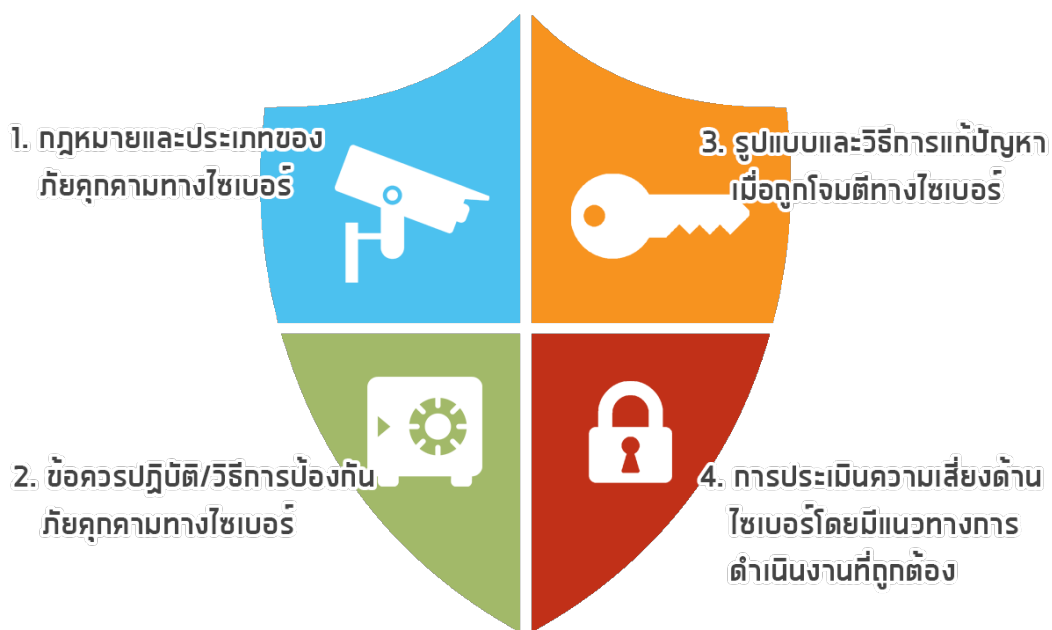 1. กฎหมายและประเภทของ
ภัยคุกคามทางไซเบอร์
2. ข้อควรปฏิบัติ/วิธีการป้องกัน
ภัยคุกคามทางไซเบอร์
3. รูปแบบและวิธีการแก้ปัญหา
เมื่อถูกโจมตีทางไซเบอร์
4. การประเมินความเสี่ยงด้าน
ไซเบอร์โดยมีแนวทางการ
ดำเนินงานที่ถูกต้อง